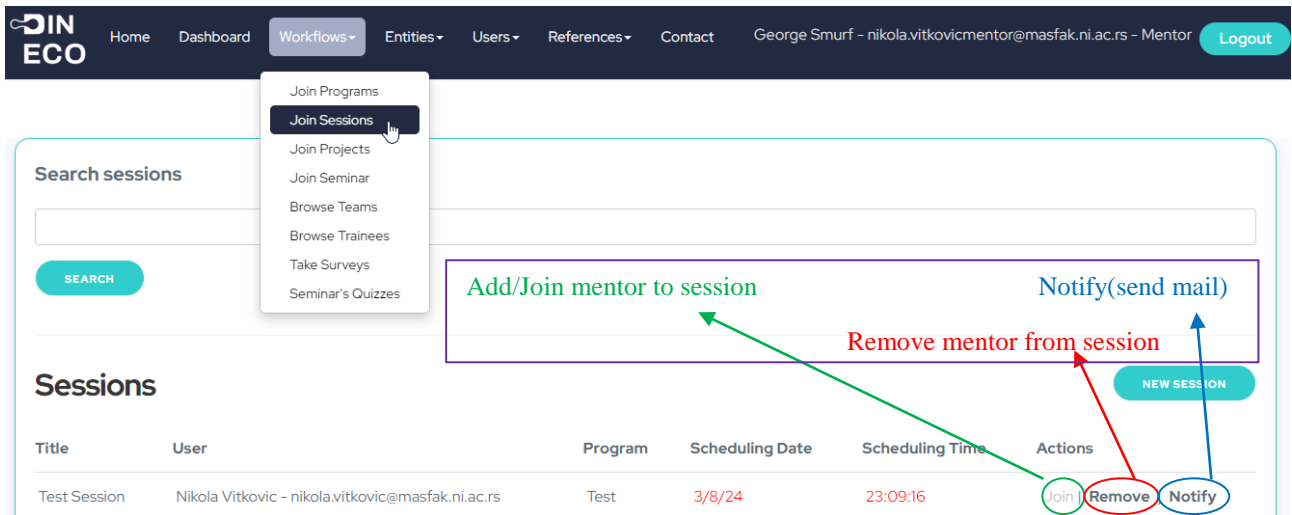 DIN
ECO
Home Dashboard Workflows Entities Users References Contact George Smurf - nikola.vitkovicmentor@masfak.ni.ac.rs - Mentor Logout
Join Programs
Join Sessions
Join Projects
Join Seminar
Browse Teams
Browse Trainees
Take Surveys
Seminar's Quizzes
Search sessions
SEARCH
Add/Join mentor to session
Notify(send mail)
Remove mentor from session
Sessions
NEW SESSION
Title User Program Scheduling Date Scheduling Time Actions
Test Session Nikola Vitkovic - nikola.vitkovic@masfak.ni.ac.rs Test 3/8/24 23:09:16 Join | Remove | Notify